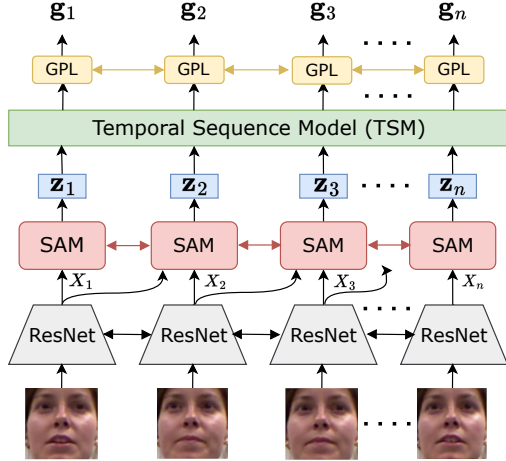 g₁ g₂ g₃ .... gₙ
GPL GPL GPL GPL
Temporal Sequence Model (TSM)
z₁ z₂ z₃ .... zₙ
SAM SAM SAM SAM
X₁ X₂ X₃ Xₙ
ResNet ResNet ResNet ResNet